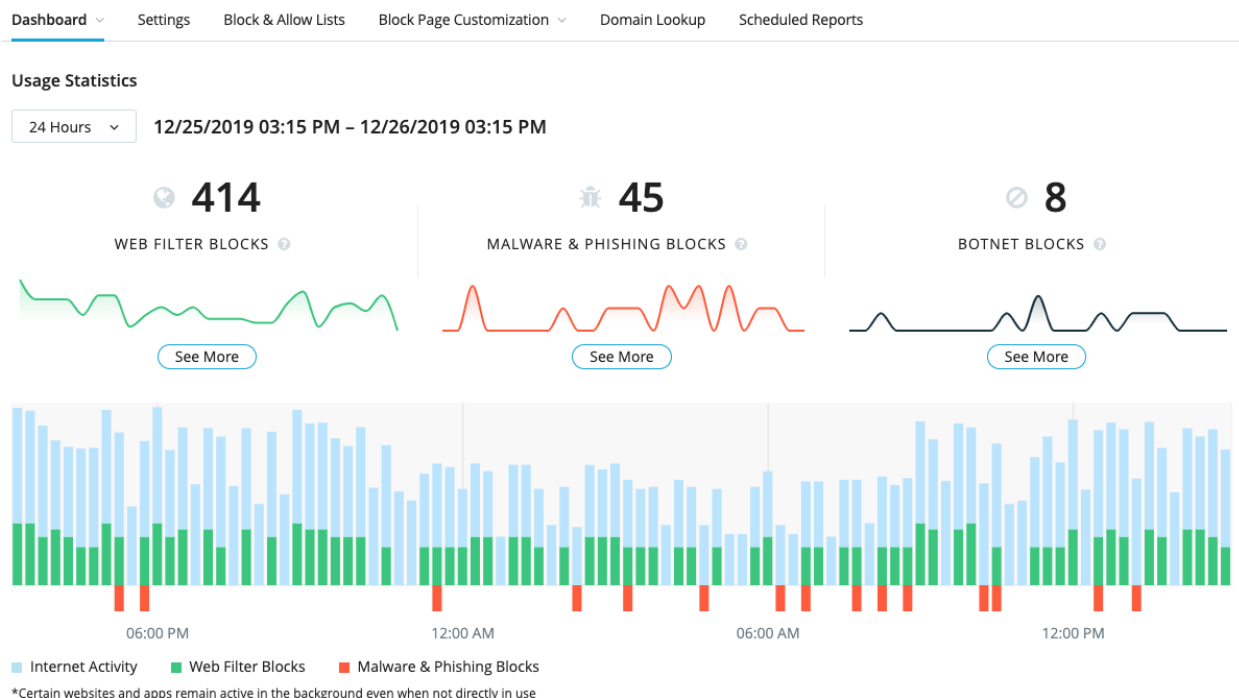 Dashboard Settings Block & Allow Lists Block Page Customization Domain Lookup Scheduled Reports
Usage Statistics
24 Hours 12/25/2019 03:15 PM – 12/26/2019 03:15 PM
414 45 8
WEB FILTER BLOCKS ? MALWARE & PHISHING BLOCKS ? BOTNET BLOCKS ?
See More See More See More
06:00 PM 12:00 AM 06:00 AM 12:00 PM
Internet Activity Web Filter Blocks Malware & Phishing Blocks
*Certain websites and apps remain active in the background even when not directly in use